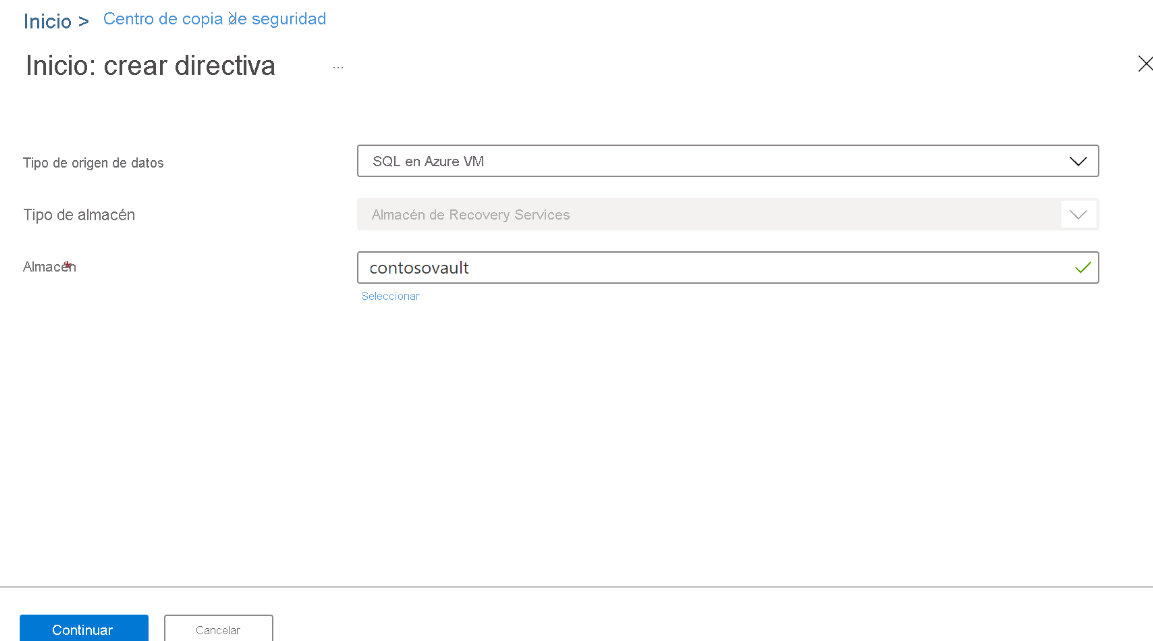 Inicio > Centro de copia de seguridad
Inicio: crear directiva ...
Tipo de origen de datos SQL en Azure VM
Tipo de almacén Almacén de Recovery Services
Almacén* contosovault
Seleccionar
Continuar Cancelar